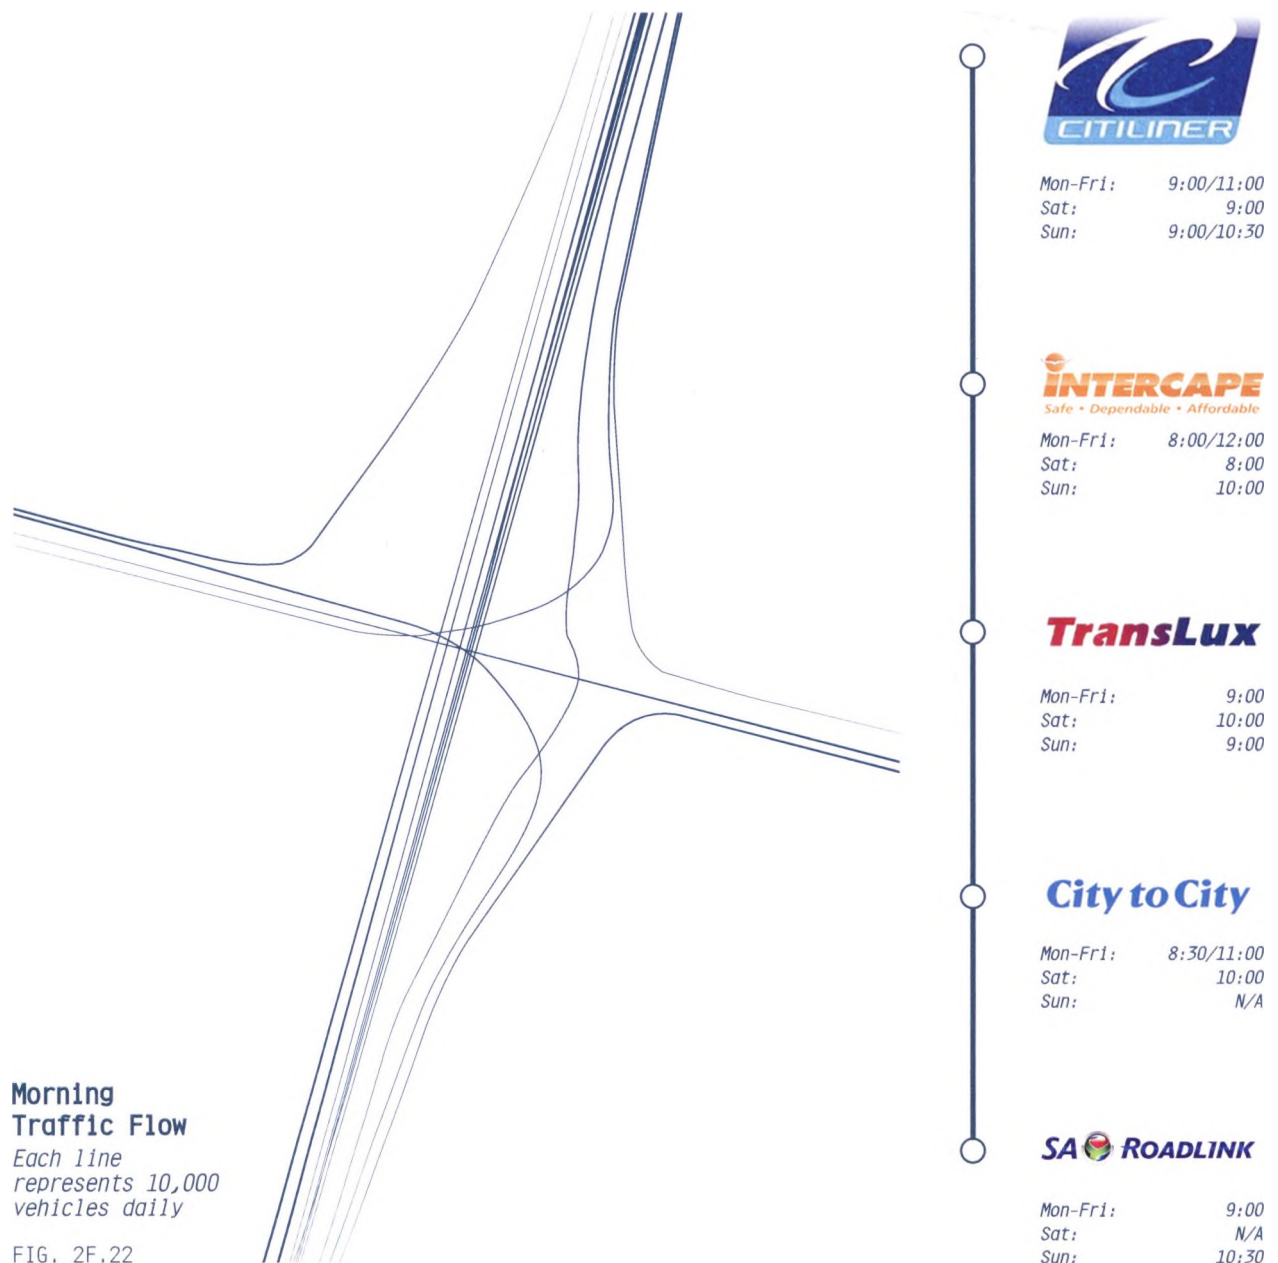 CITILINER
Mon-Fri: 9:00/11:00
Sat: 9:00
Sun: 9:00/10:30
INTERCAPE
Safe • Dependable • Affordable
Mon-Fri: 8:00/12:00
Sat: 8:00
Sun: 10:00
TransLux
Mon-Fri: 9:00
Sat: 10:00
Sun: 9:00
City to City
Mon-Fri: 8:30/11:00
Sat: 10:00
Sun: N/A
SA ROADLINK
Mon-Fri: 9:00
Sat: N/A
Sun: 10:30
Morning
Traffic Flow
Each line
represents 10,000
vehicles daily
FIG. 2F.22